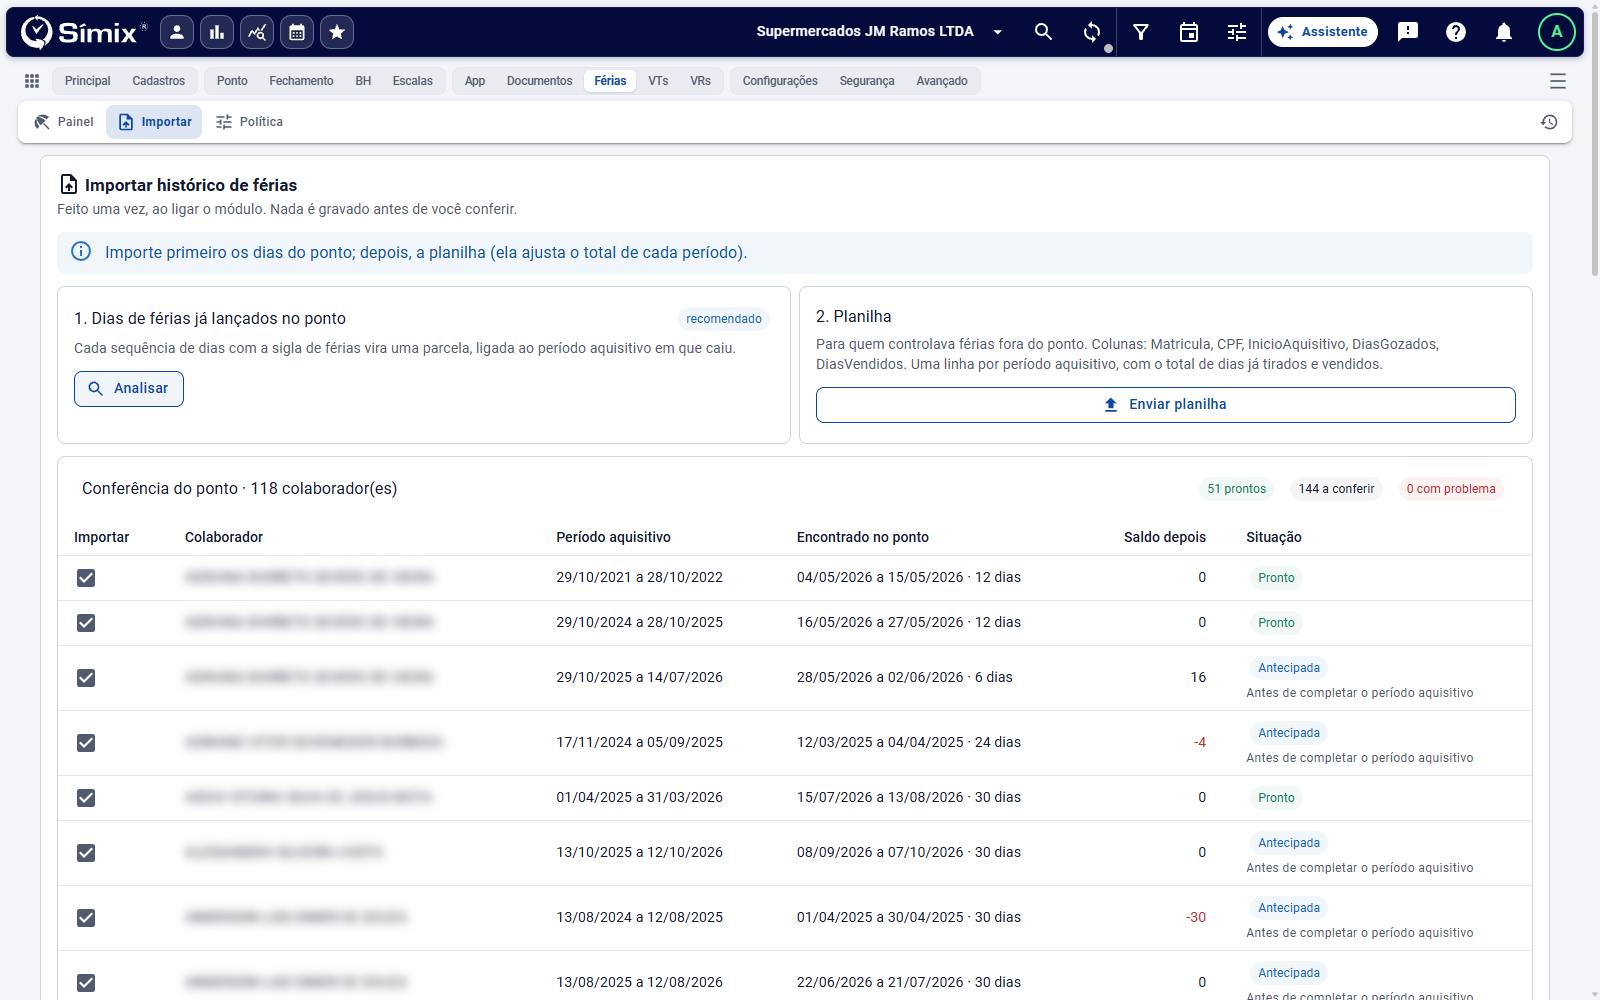 Símix®
Supermercados JM Ramos LTDA
Assistente
A
Principal
Cadastros
Ponto
Fechamento
BH
Escalas
App
Documentos
Férias
VTs
VRs
Configurações
Segurança
Avançado
Painel
Importar
Política
Importar histórico de férias
Feito uma vez, ao ligar o módulo. Nada é gravado antes de você conferir.
Importe primeiro os dias do ponto; depois, a planilha (ela ajusta o total de cada período).
1. Dias de férias já lançados no ponto
recomendado
Cada sequência de dias com a sigla de férias vira uma parcela, ligada ao período aquisitivo em que caiu.
Analisar
2. Planilha
Para quem controlava férias fora do ponto. Colunas: Matricula, CPF, InicioAquisitivo, DiasGozados,
DiasVendidos. Uma linha por período aquisitivo, com o total de dias já tirados e vendidos.
Enviar planilha
Conferência do ponto · 118 colaborador(es)
51 prontos
144 a conferir
0 com problema
Importar Colaborador Período aquisitivo Encontrado no ponto Saldo depois Situação
29/10/2021 a 28/10/2022 04/05/2026 a 15/05/2026 · 12 dias 0 Pronto
29/10/2024 a 28/10/2025 16/05/2026 a 27/05/2026 · 12 dias 0 Pronto
29/10/2025 a 14/07/2026 28/05/2026 a 02/06/2026 · 6 dias 16 Antecipada
Antes de completar o período aquisitivo
17/11/2024 a 05/09/2025 12/03/2025 a 04/04/2025 · 24 dias -4 Antecipada
Antes de completar o período aquisitivo
01/04/2025 a 31/03/2026 15/07/2026 a 13/08/2026 · 30 dias 0 Pronto
13/10/2025 a 12/10/2026 08/09/2026 a 07/10/2026 · 30 dias 0 Antecipada
Antes de completar o período aquisitivo
13/08/2024 a 12/08/2025 01/04/2025 a 30/04/2025 · 30 dias -30 Antecipada
Antes de completar o período aquisitivo
13/08/2025 a 12/08/2026 22/06/2026 a 21/07/2026 · 30 dias 0 Antecipada
Antes de completar o período aquisitivo